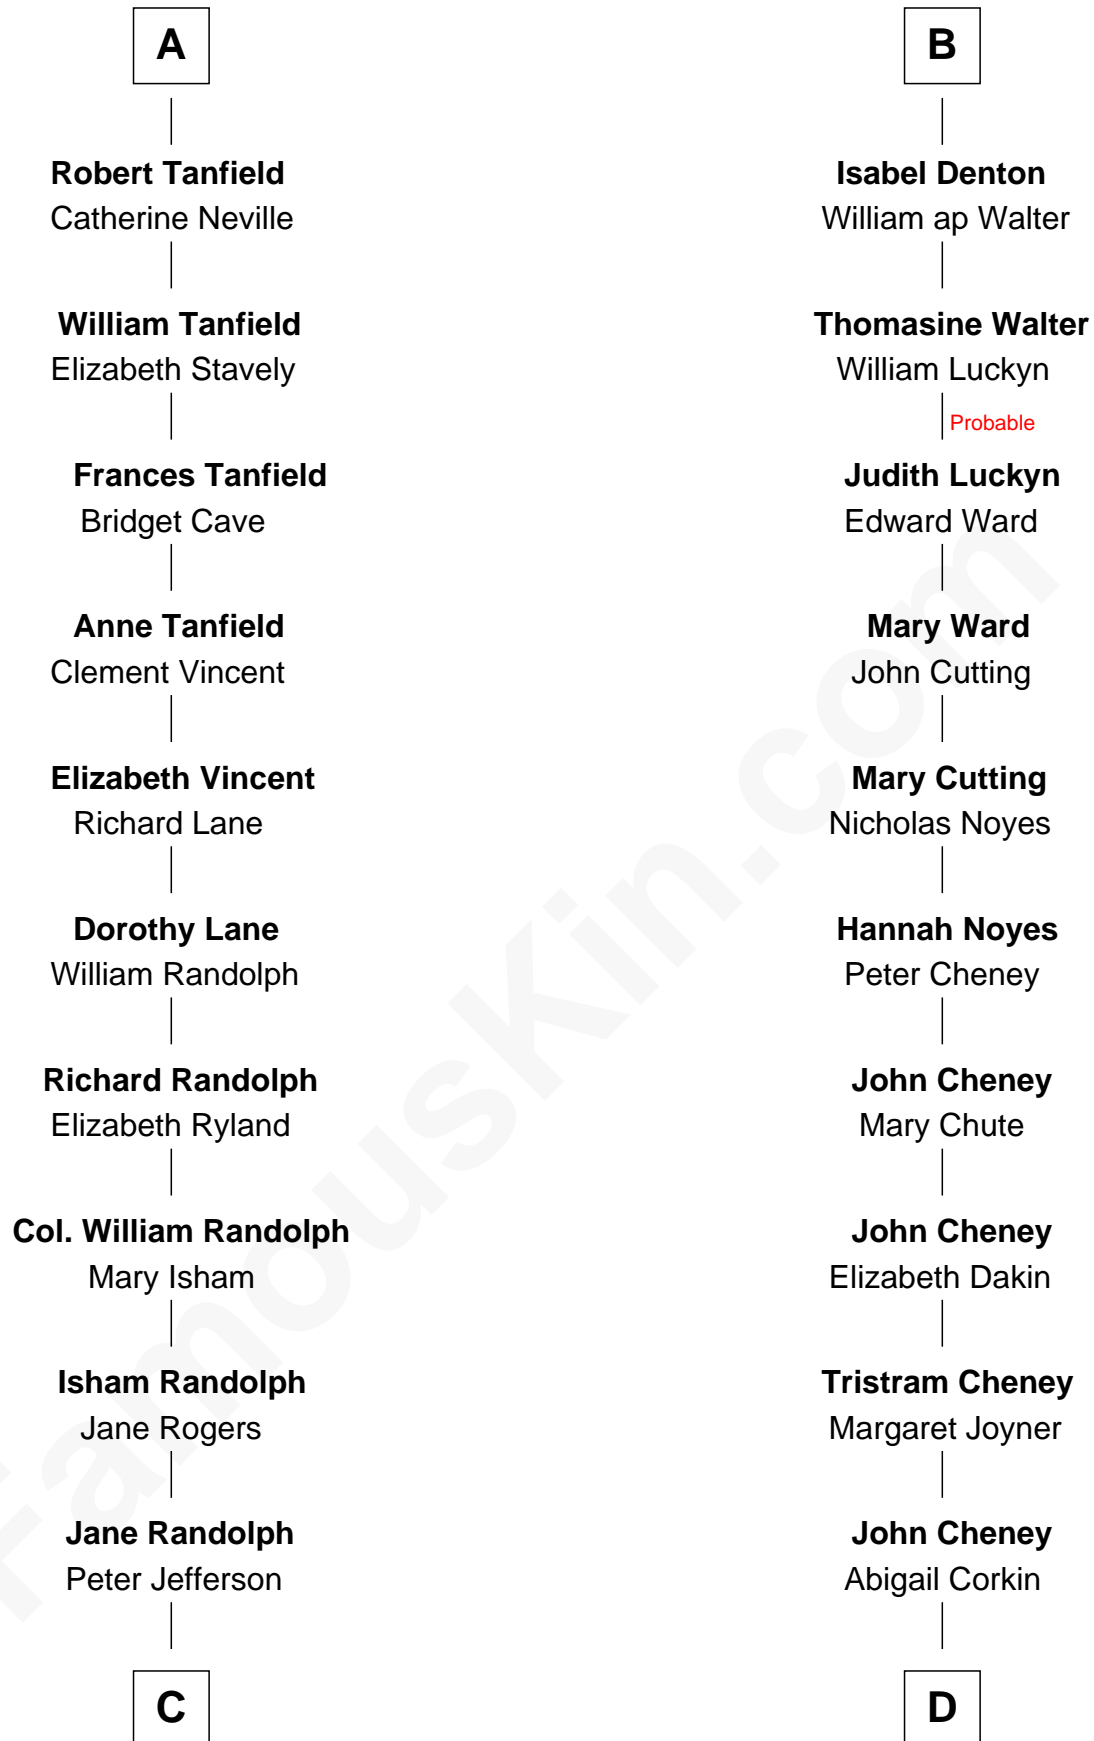 A
Robert Tanfield
Catherine Neville
William Tanfield
Elizabeth Stavely
Frances Tanfield
Bridget Cave
Anne Tanfield
Clement Vincent
Elizabeth Vincent
Richard Lane
Dorothy Lane
William Randolph
Richard Randolph
Elizabeth Ryland
Col. William Randolph
Mary Isham
Isham Randolph
Jane Rogers
Jane Randolph
Peter Jefferson
C
B
Isabel Denton
William ap Walter
Thomasine Walter
William Luckyn
Probable
Judith Luckyn
Edward Ward
Mary Ward
John Cutting
Mary Cutting
Nicholas Noyes
Hannah Noyes
Peter Cheney
John Cheney
Mary Chute
John Cheney
Elizabeth Dakin
Tristram Cheney
Margaret Joyner
John Cheney
Abigail Corkin
D
FamousKin.com